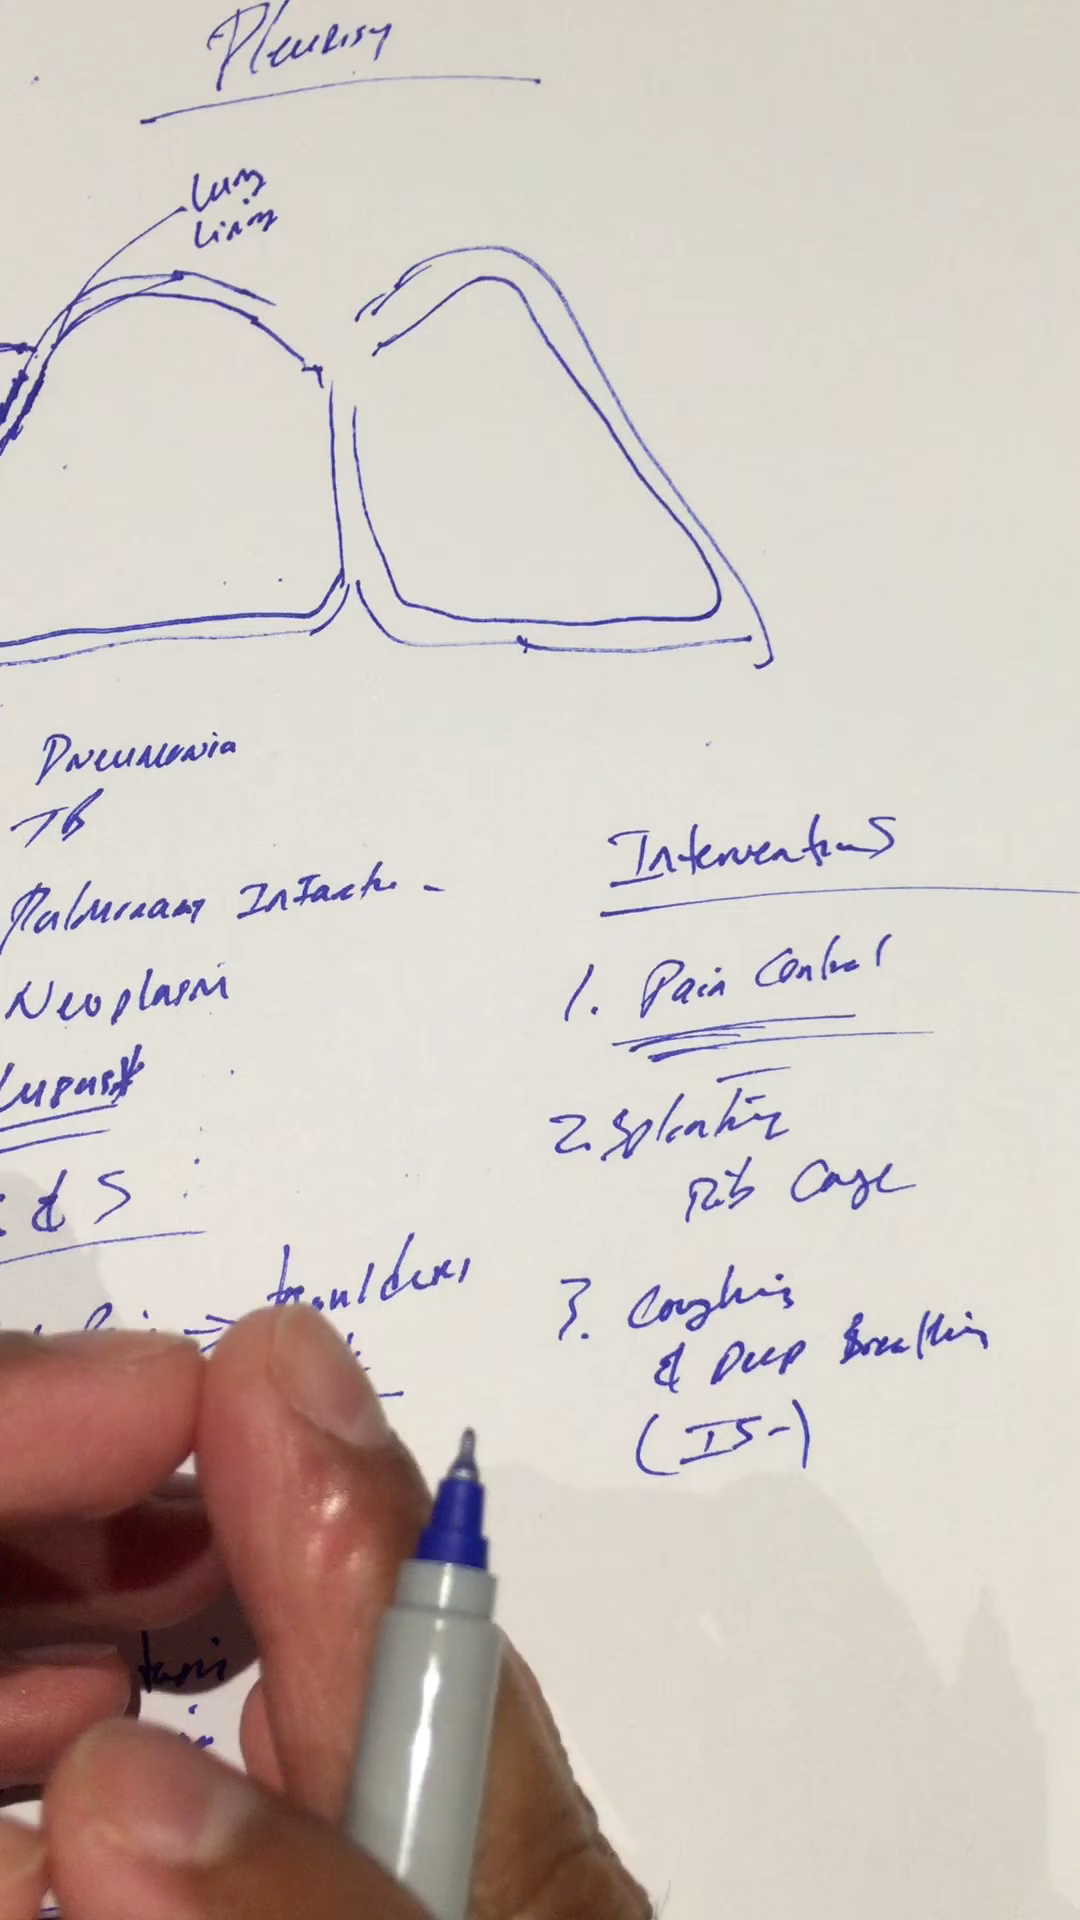 Pleurisy
Lung
Lining
Pneumonia
TB
Pulmonary Infarct
Neoplasm
Lupus*
& S
Shoulders
Interventions
1. Pain Control
2. Splinting
Rib Cage
3. Coughing
& Deep Breathing
(IS-)